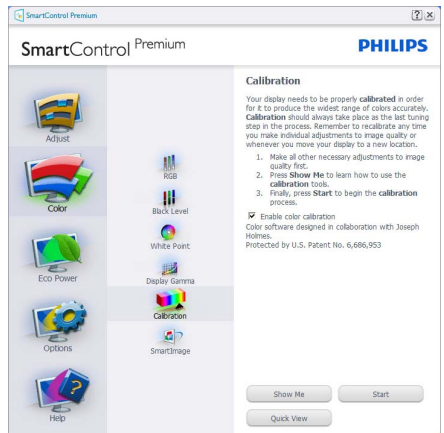 SmartControl Premium
SmartControl Premium
PHILIPS
Adjust
Color
Eco Power
Options
Help
RGB
Black Level
White Point
Display Gamma
Calibration
SmartImage
Calibration
Your display needs to be properly calibrated in order
for it to produce the widest range of colors accurately.
Calibration should always take place as the last tuning
step in the process. Remember to recalibrate any time
you make individual adjustments to image quality or
whenever you move your display to a new location.
1. Make all other necessary adjustments to image
quality first.
2. Press Show Me to learn how to use the
calibration tools.
3. Finally, press Start to begin the calibration
process.
Enable color calibration
Color software designed in collaboration with Joseph
Holmes.
Protected by U.S. Patent No. 6,686,953
Show Me
Start
Quick View